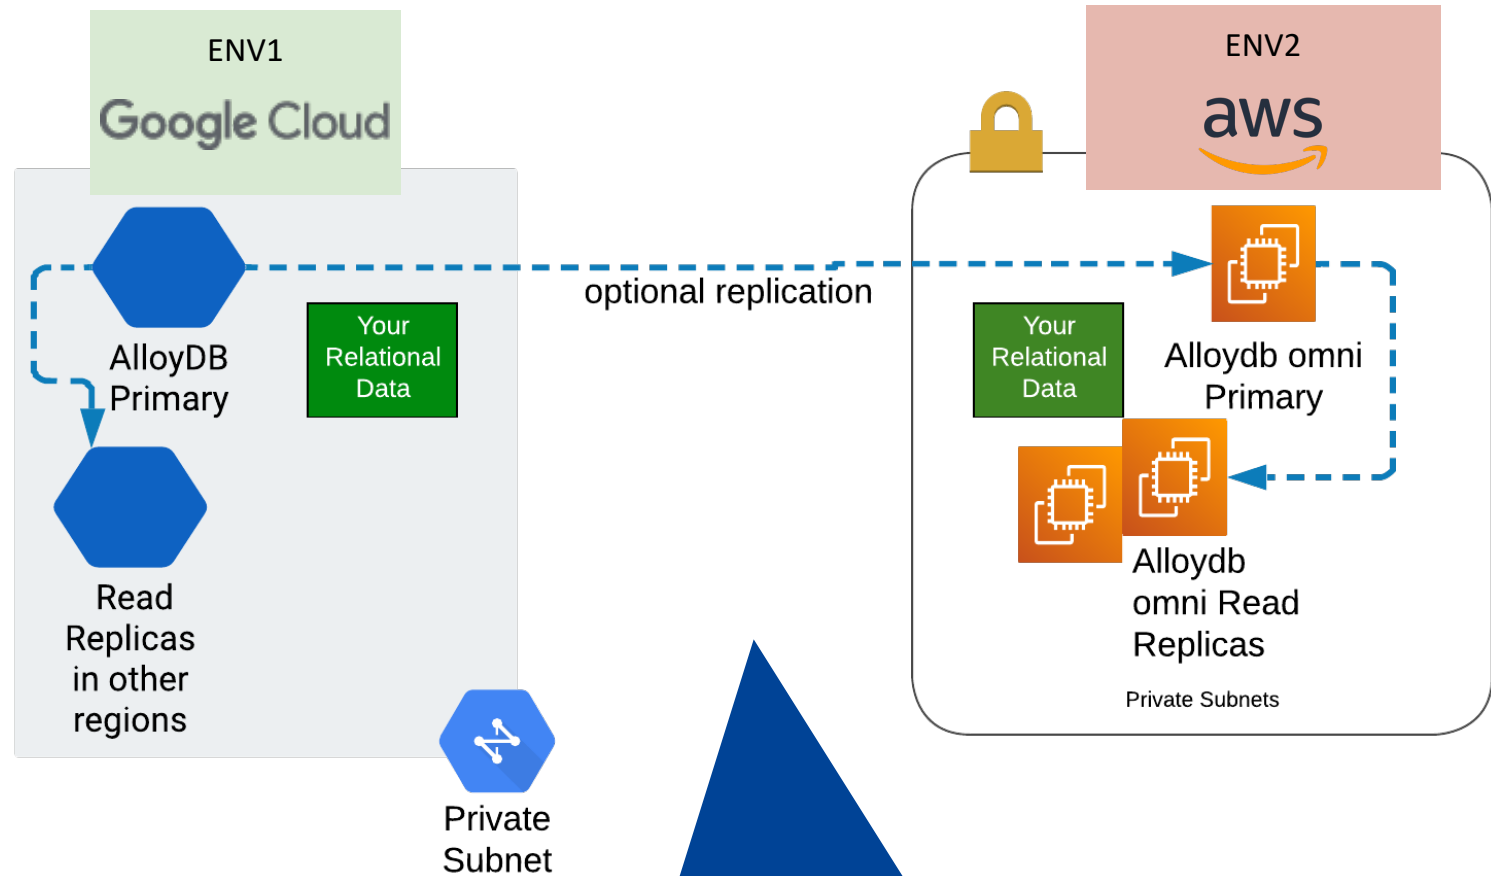 ENV1
Google Cloud
AlloyDB
Primary
Your
Relational
Data
Read
Replicas
in other
regions
Private
Subnet
optional replication
ENV2
aws
Alloydb omni
Primary
Your
Relational
Data
Alloydb
omni Read
Replicas
Private Subnets